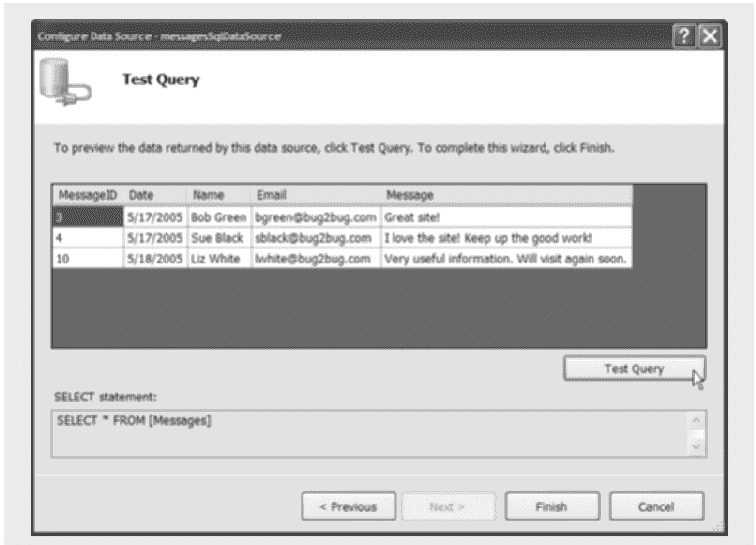 Configure Data Source - messagesSqlDataSource
Test Query
To preview the data returned by this data source, click Test Query. To complete this wizard, click Finish.
MessageID Date Name Email Message
3 5/17/2005 Bob Green bgreen@bug2bug.com Great site!
4 5/17/2005 Sue Black sblack@bug2bug.com I love the site! Keep up the good work!
10 5/18/2005 Liz White lwhite@bug2bug.com Very useful information. Will visit again soon.
Test Query
SELECT statement:
SELECT * FROM [Messages]
< Previous Next > Finish Cancel